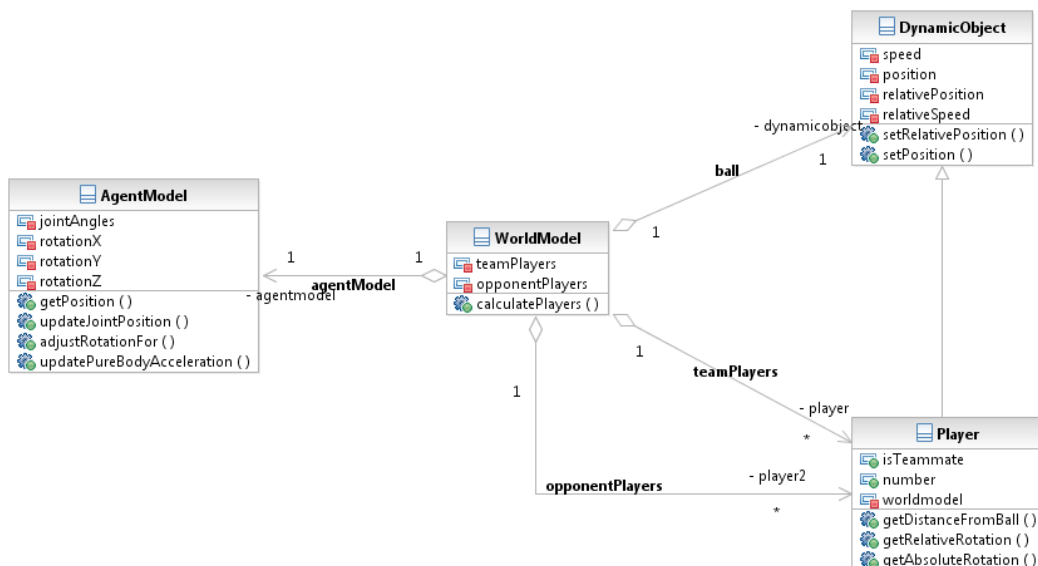 DynamicObject
speed
position
relativePosition
relativeSpeed
setRelativePosition ( )
setPosition ( )
- dynamicobject
1
ball
1
AgentModel
jointAngles
rotationX
rotationY
rotationZ
getPosition ( )
updateJointPosition ( )
adjustRotationFor ( )
updatePureBodyAcceleration ( )
1
1
agentModel
- agentmodel
WorldModel
teamPlayers
opponentPlayers
calculatePlayers ( )
1
teamPlayers
- player
*
1
opponentPlayers
- player2
*
Player
isTeammate
number
worldmodel
getDistanceFromBall ( )
getRelativeRotation ( )
getAbsoluteRotation ( )